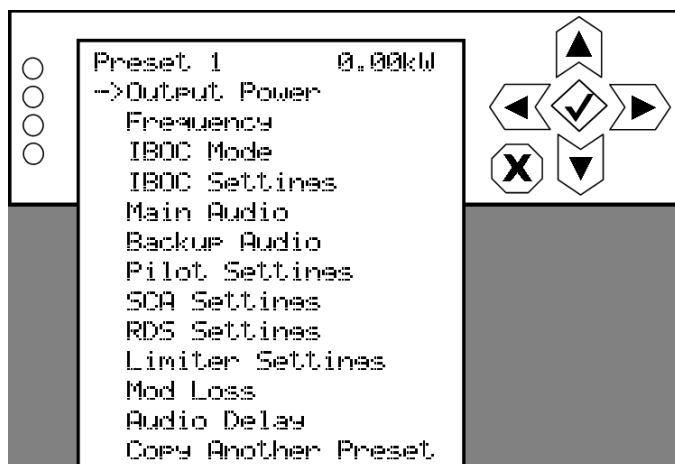 Preset 1 0.00kW
->Output Power
Frequency
IBOC Mode
IBOC Settings
Main Audio
Backup Audio
Pilot Settings
SCA Settings
RDS Settings
Limiter Settings
Mod Loss
Audio Delay
Copy Another Preset
X